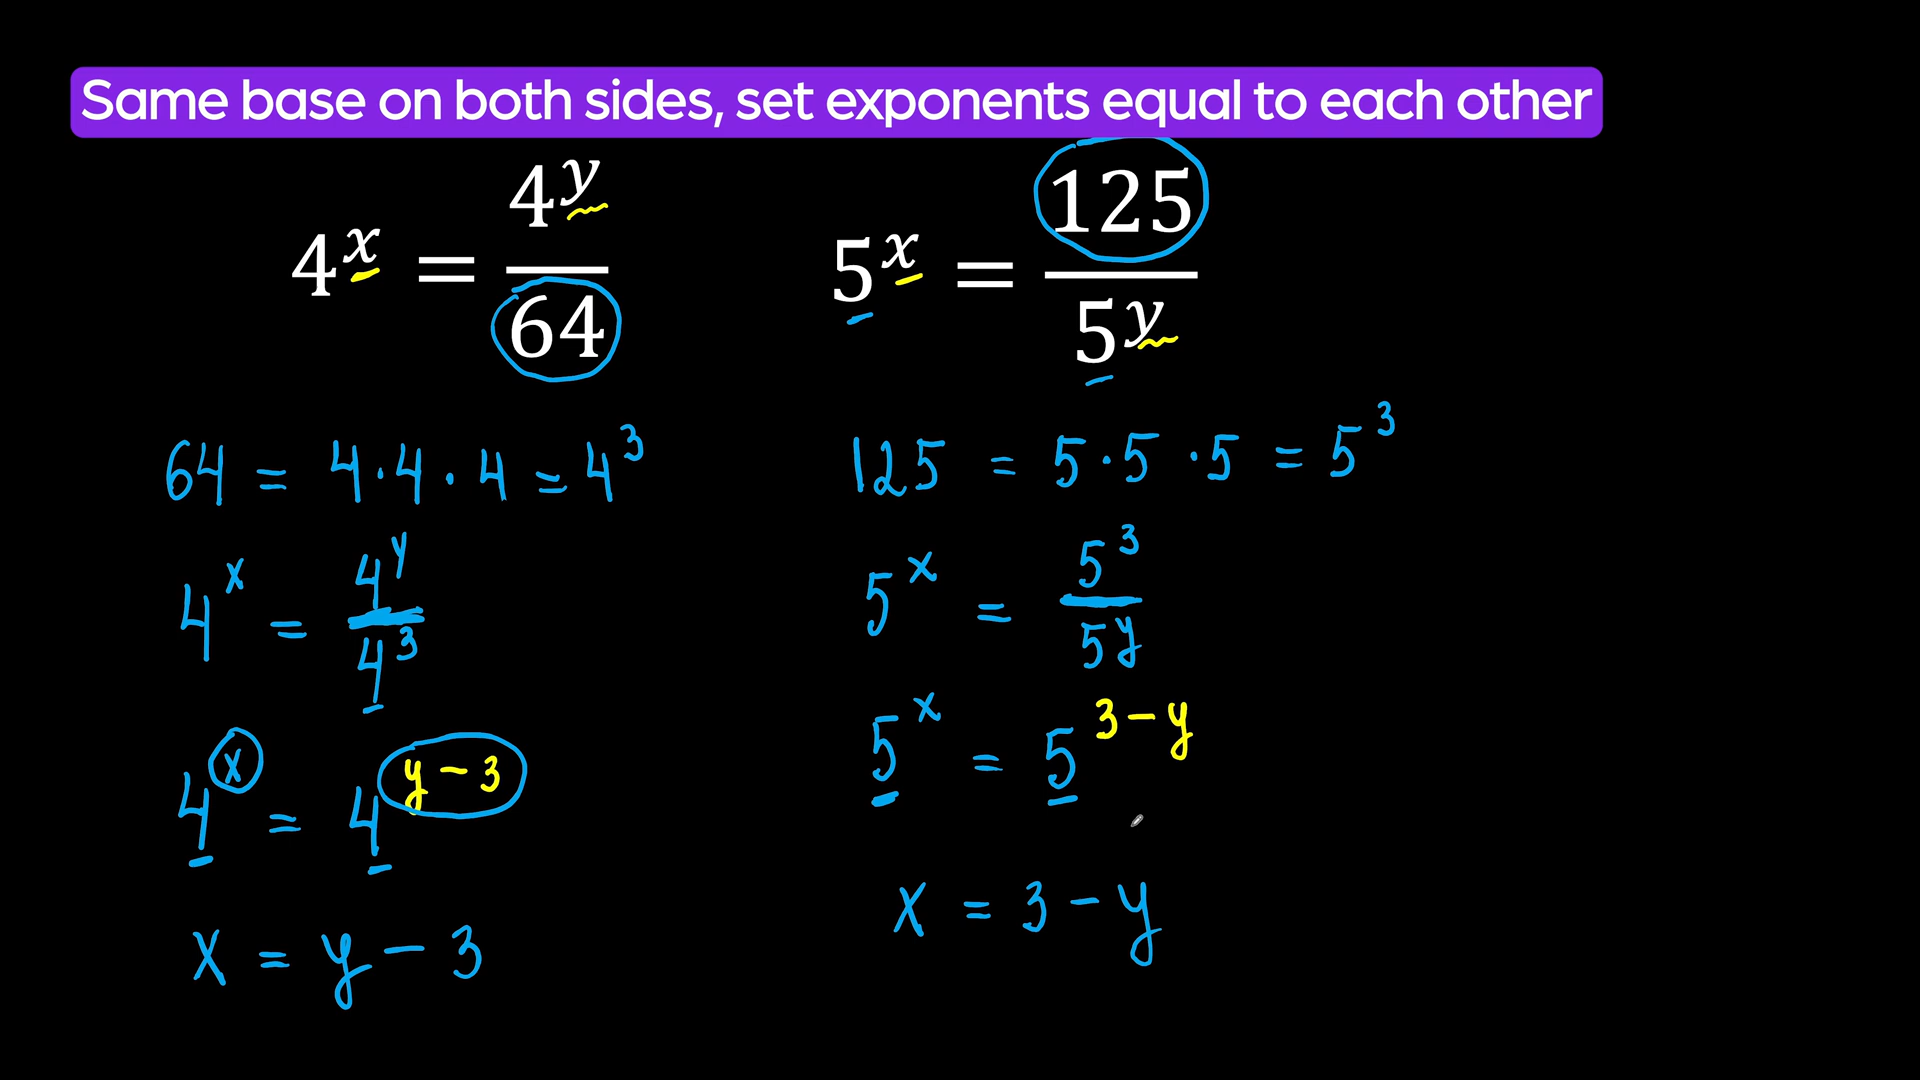 Same base on both sides, set exponents equal to each other
4^x = 4^y / 64
64 = 4 · 4 · 4 = 4^3
4^x = 4^y / 4^3
4^x = 4^(y - 3)
x = y - 3
5^x = 125 / 5^y
125 = 5 · 5 · 5 = 5^3
5^x = 5^3 / 5^y
5^x = 5^(3 - y)
x = 3 - y